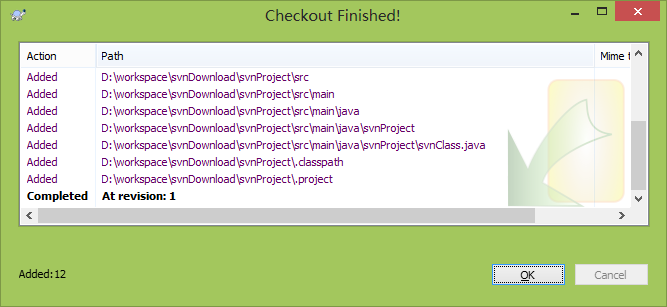 Checkout Finished!
Action Path Mime t
Added D:\workspace\svnDownload\svnProject\src
Added D:\workspace\svnDownload\svnProject\src\main
Added D:\workspace\svnDownload\svnProject\src\main\java
Added D:\workspace\svnDownload\svnProject\src\main\java\svnProject
Added D:\workspace\svnDownload\svnProject\src\main\java\svnProject\svnClass.java
Added D:\workspace\svnDownload\svnProject\.classpath
Added D:\workspace\svnDownload\svnProject\.project
Completed At revision: 1
Added:12
OK Cancel